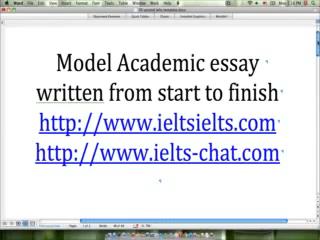 Model Academic essay
written from start to finish
http://www.ieltsielts.com
http://www.ielts-chat.com